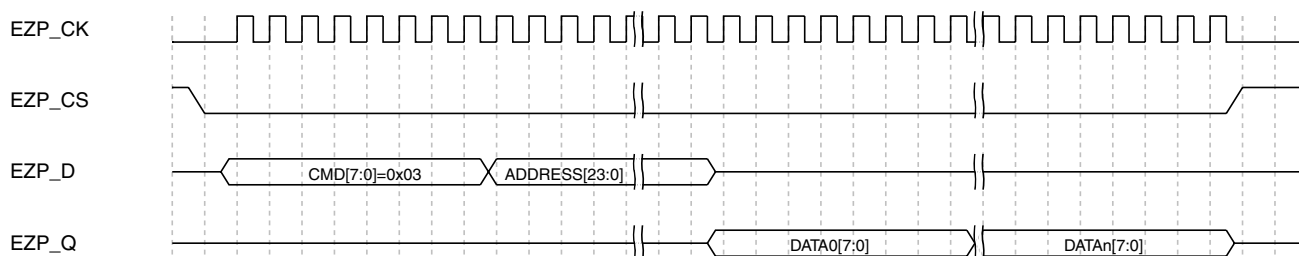 EZP_CK
EZP_CS
EZP_D CMD[7:0]=0x03 ADDRESS[23:0]
EZP_Q DATA0[7:0] DATAn[7:0]